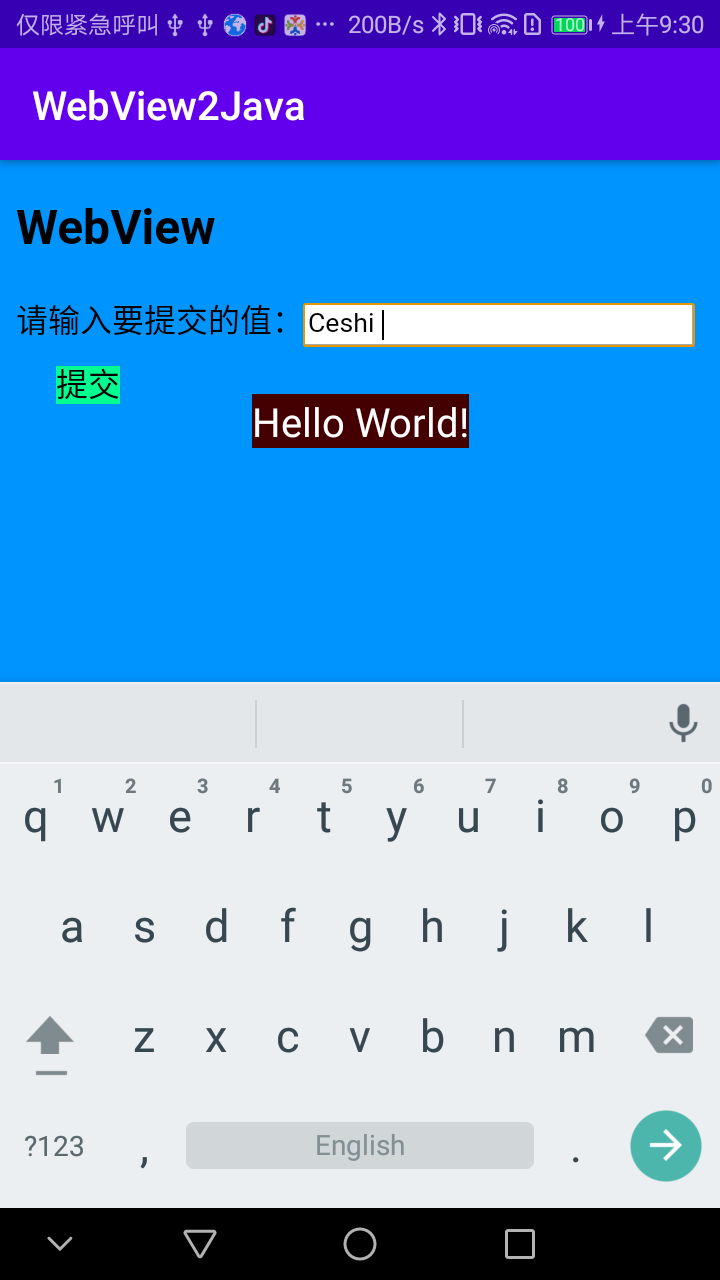 仅限紧急呼叫 200B/s 100 上午9:30
WebView2Java
WebView
请输入要提交的值： Ceshi
提交
Hello World!
1 2 3 4 5 6 7 8 9 0
q w e r t y u i o p
a s d f g h j k l
z x c v b n m
?123 , English .